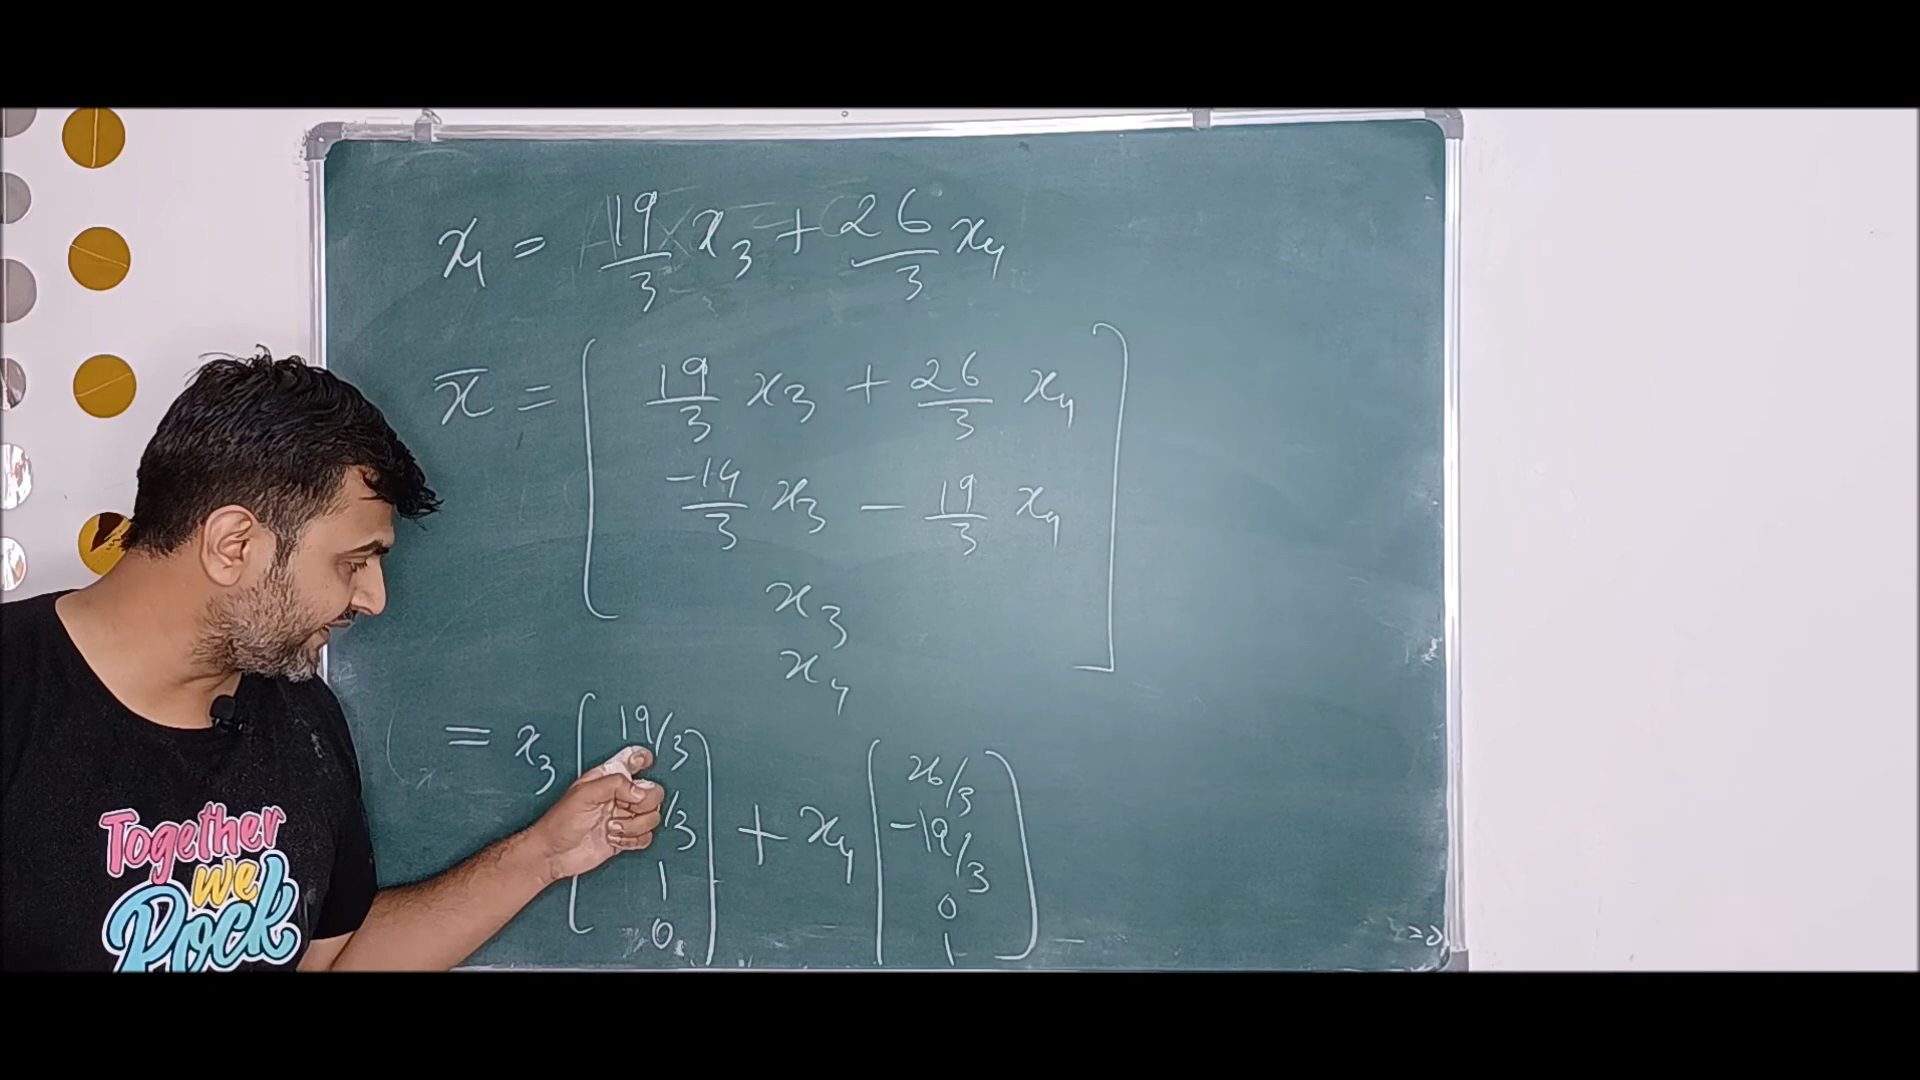 x₁ = 19/3 x₃ + 26/3 x₄
x̄ = [ 19/3 x₃ + 26/3 x₄
-14/3 x₃ - 19/3 x₄
x₃
x₄ ]
= x₃ [ 19/3 /3 1 0 ] + x₄ [ 26/3 -19/3 0 1 ]
=0
Together
we
Rock